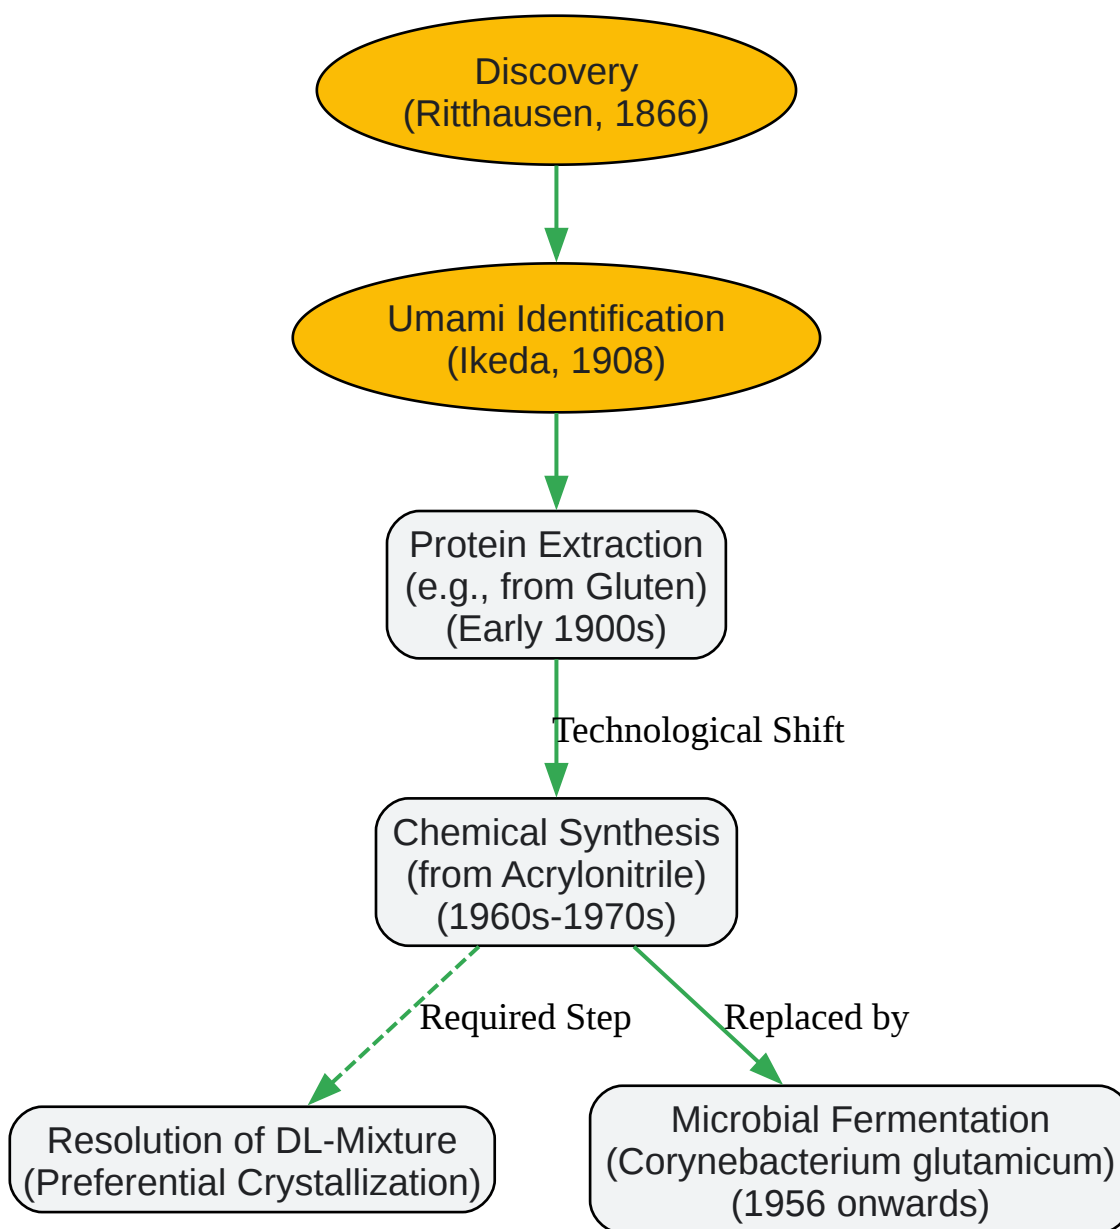 Discovery
(Ritthausen, 1866)
Umami Identification
(Ikeda, 1908)
Protein Extraction
(e.g., from Gluten)
(Early 1900s)
Technological Shift
Chemical Synthesis
(from Acrylonitrile)
(1960s-1970s)
Required Step
Replaced by
Resolution of DL-Mixture
(Preferential Crystallization)
Microbial Fermentation
(Corynebacterium glutamicum)
(1956 onwards)